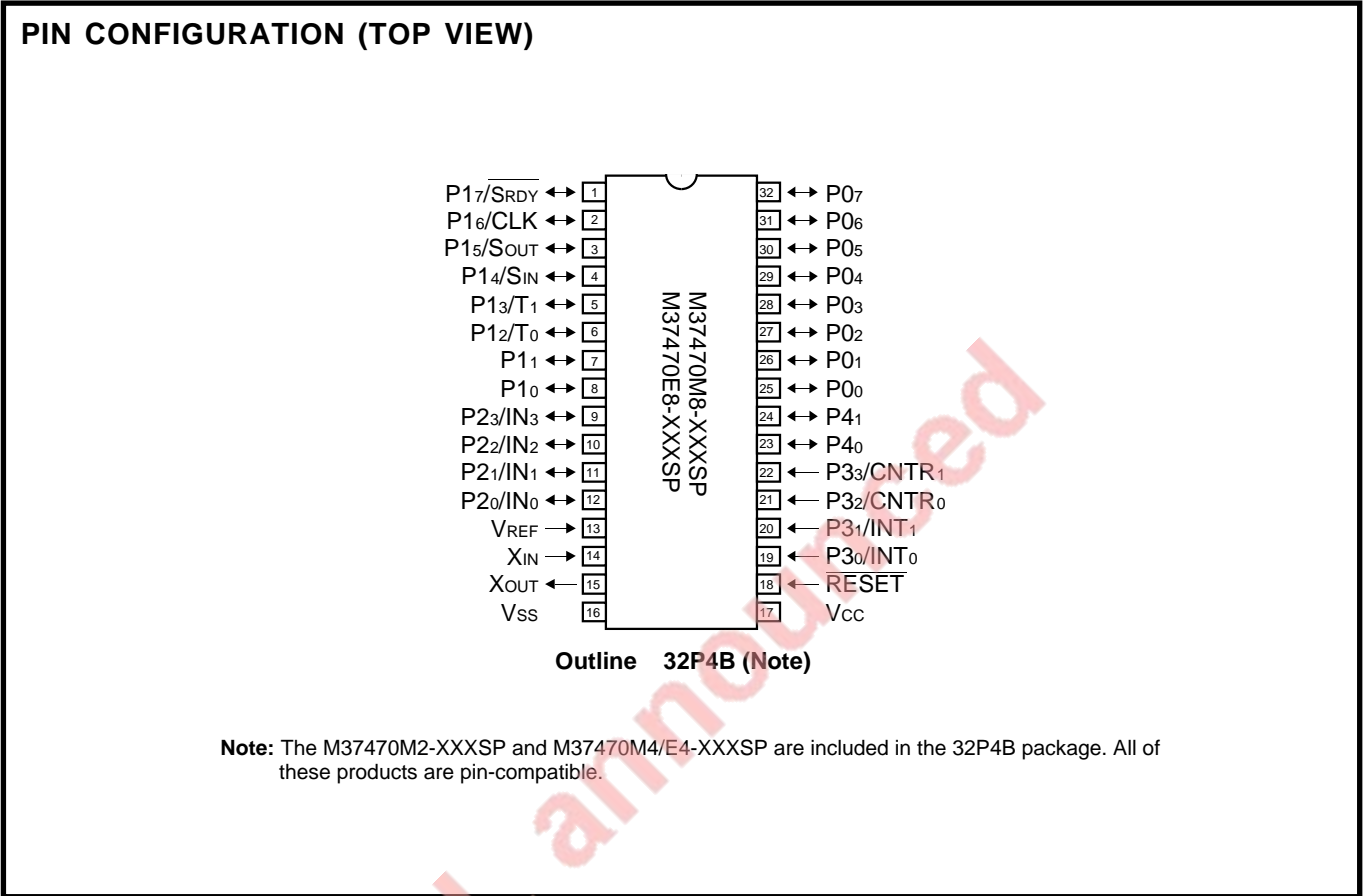 PIN CONFIGURATION (TOP VIEW)
P17/SRDY 1 32 P07
P16/CLK 2 31 P06
P15/SOUT 3 30 P05
P14/SIN 4 29 P04
P13/T1 5 28 P03
P12/T0 6 27 P02
P11 7 26 P01
P10 8 25 P00
P23/IN3 9 24 P41
P22/IN2 10 23 P40
P21/IN1 11 22 P33/CNTR1
P20/IN0 12 21 P32/CNTR0
VREF 13 20 P31/INT1
XIN 14 19 P30/INT0
XOUT 15 18 RESET
VSS 16 17 VCC
M37470M8-XXXSP
M37470E8-XXXSP
Outline 32P4B (Note)
Note: The M37470M2-XXXSP and M37470M4/E4-XXXSP are included in the 32P4B package. All of
these products are pin-compatible.
announced